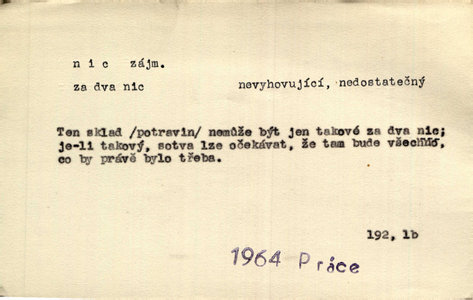 nic zájm.
za dva nic nevyhovující, nedostatečný
Ten sklad /potravin/ nemůže být jen takové za dva nic;
je-li takový, sotva lze očekávat, že tam bude všechno,
co by právě bylo třeba.
192, 1b
1964 Práce